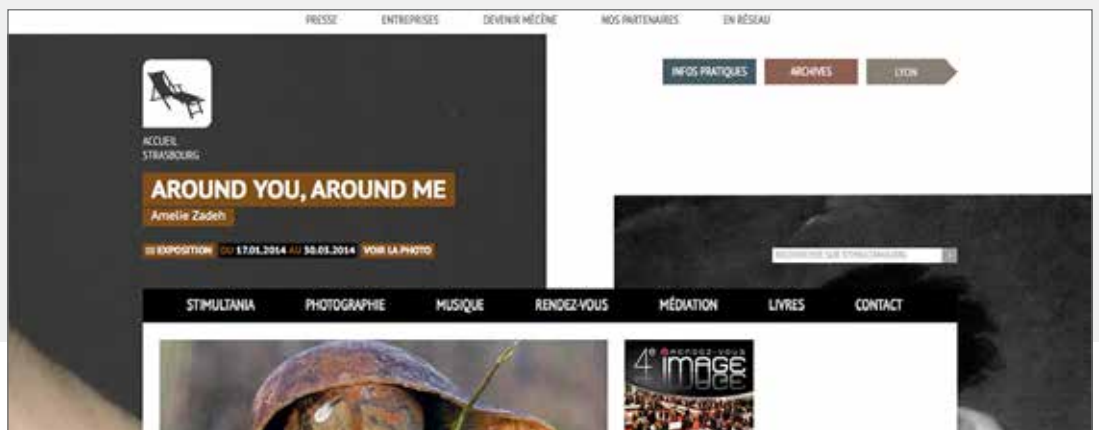 PRESSE ENTREPRISES DEVENIR MÉCÈNE NOS PARTENAIRES EN RÉSEAU
INFOS PRATIQUES ARCHIVES LYON
ACCUEIL
STRASBOURG
AROUND YOU, AROUND ME
Amelie Zadeh
EXPOSITION DU 17.01.2014 AU 30.03.2014 VOIR LA PHOTO
STIMULTANIA PHOTOGRAPHIE MUSIQUE RENDEZ-VOUS MÉDIATION LIVRES CONTACT
4e RENDEZ-VOUS
IMAGE